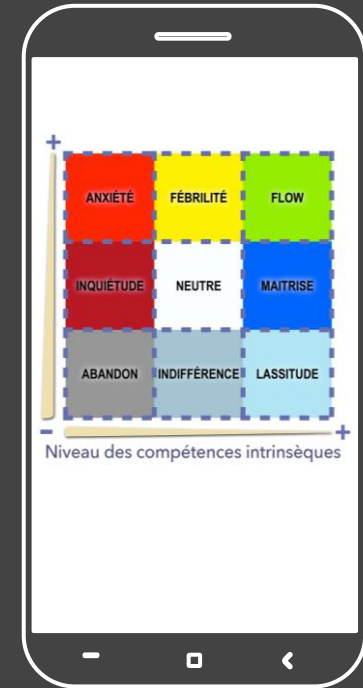 +
ANXIÉTÉ FÉBRILITÉ FLOW
INQUIÉTUDE NEUTRE MAITRISE
ABANDON INDIFFÉRENCE LASSITUDE
- +
Niveau des compétences intrinsèques